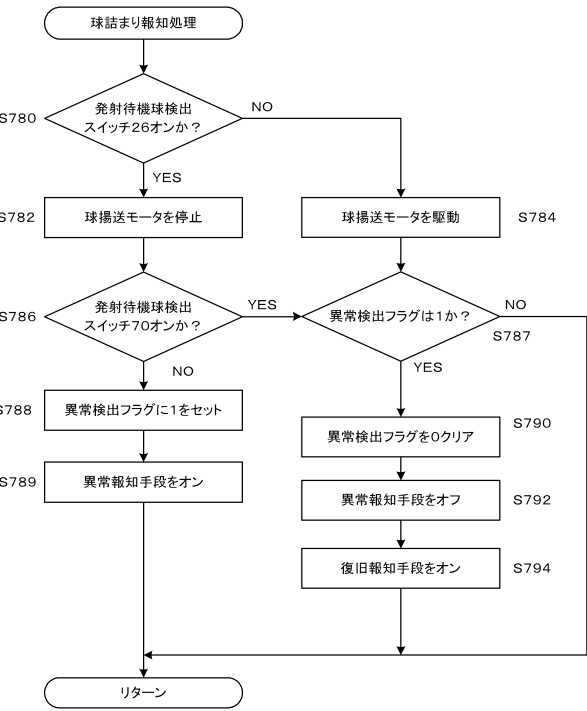 球詰まり報知処理
S780
発射待機球検出
スイッチ26オンか？
NO
YES
S782
球揚送モータを停止
球揚送モータを駆動
S784
S786
発射待機球検出
スイッチ70オンか？
YES
異常検出フラグは1か？
NO
S787
NO
YES
S788
異常検出フラグに1をセット
異常検出フラグを0クリア
S790
S789
異常報知手段をオン
異常報知手段をオフ
S792
復旧報知手段をオン
S794
リターン